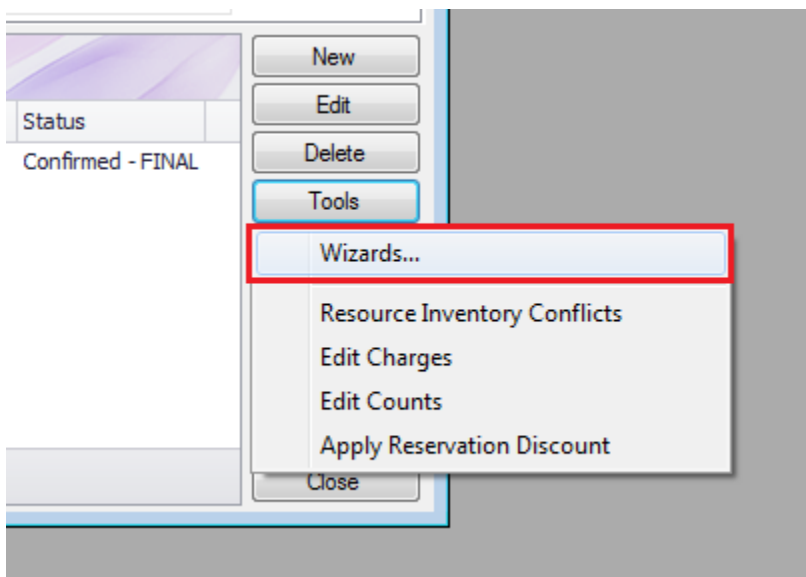 New
Edit
Status
Delete
Confirmed - FINAL
Tools
Wizards...
Resource Inventory Conflicts
Edit Charges
Edit Counts
Apply Reservation Discount
Close